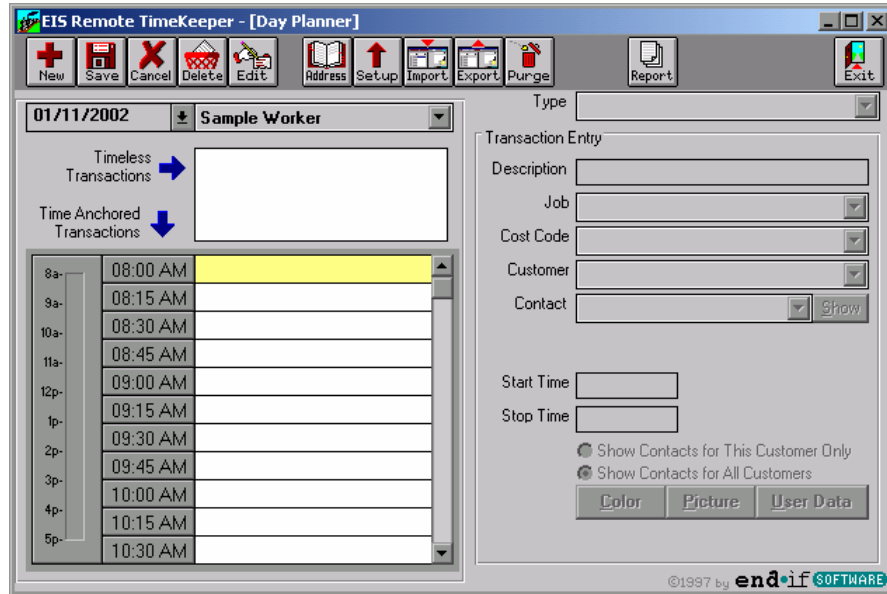 EIS Remote TimeKeeper - [Day Planner]
New Save Cancel Delete Edit Address Setup Import Export Purge Report Exit
01/11/2002 Sample Worker
Timeless
Transactions
Time Anchored
Transactions
8a-
9a-
10a-
11a-
12p-
1p-
2p-
3p-
4p-
5p-
08:00 AM
08:15 AM
08:30 AM
08:45 AM
09:00 AM
09:15 AM
09:30 AM
09:45 AM
10:00 AM
10:15 AM
10:30 AM
Type
Transaction Entry
Description
Job
Cost Code
Customer
Contact Show
Start Time
Stop Time
Show Contacts for This Customer Only
Show Contacts for All Customers
Color Picture User Data
©1997 by end•if SOFTWARE